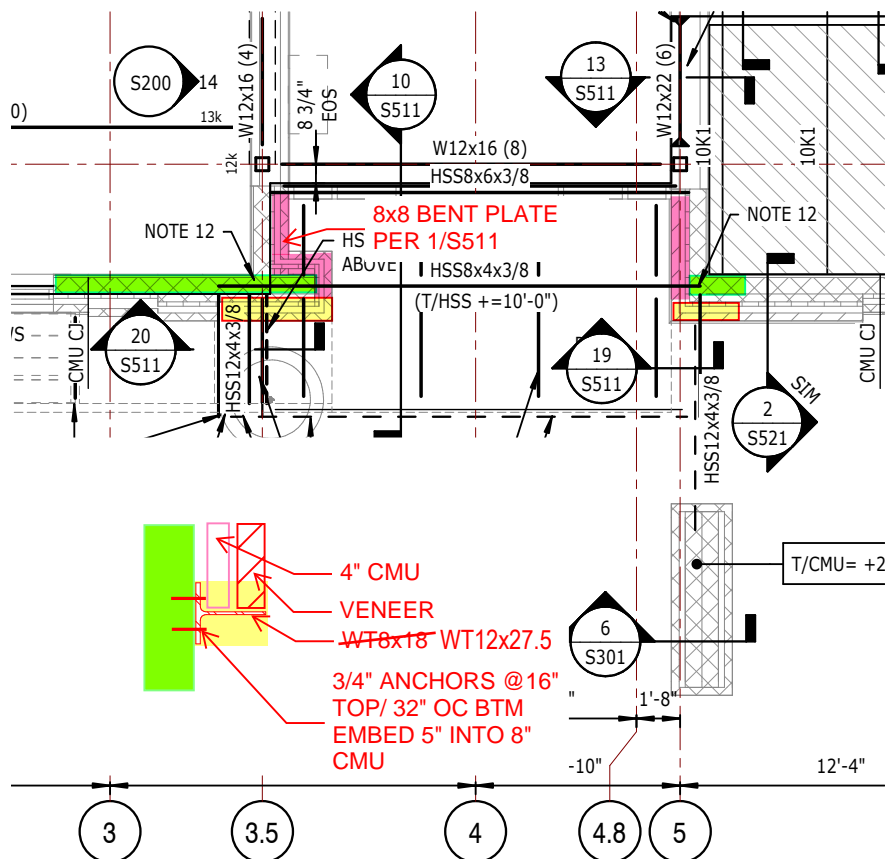 S200
14
13k
0)
W12x16 (4)
12k
8 3/4"
EOS
10
S511
13
S511
W12x22 (6)
10K1
10K1
W12x16 (8)
HSS8x6x3/8
8x8 BENT PLATE
PER 1/S511
NOTE 12
NOTE 12
HS
ABOVE
HSS8x4x3/8
(T/HSS +=10'-0")
/S
CMU CJ
20
S511
HSS12x4x3/8
19
S511
HSS12x4x3/8
SIM
2
S521
CMU CJ
4" CMU
VENEER
WT8x18 WT12x27.5
3/4" ANCHORS @16"
TOP/ 32" OC BTM
EMBED 5" INTO 8"
CMU
T/CMU= +2
6
S301
"
1'-8"
-10"
12'-4"
3
3.5
4
4.8
5